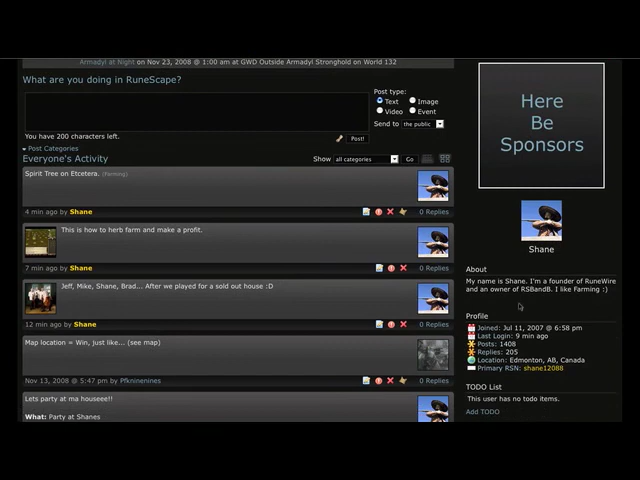 Armadyl at Night on Nov 23, 2008 @ 1:00 am at GWD Outside Armadyl Stronghold on World 132
What are you doing in RuneScape?
Post type:
Text Image
Video Event
Send to the public
You have 200 characters left.
Post!
Post Categories
Everyone's Activity
Show all categories Go
Spirit Tree on Etcetera. (Farming)
4 min ago by Shane
0 Replies
This is how to herb farm and make a profit.
7 min ago by Shane
0 Replies
Jeff, Mike, Shane, Brad... After we played for a sold out house :D
12 min ago by Shane
0 Replies
Map location = Win, just like... (see map)
Nov 13, 2008 @ 5:47 pm by Pfkninenines
0 Replies
Lets party at ma houseee!!
What: Party at Shanes
Here
Be
Sponsors
Shane
About
My name is Shane. I'm a founder of RuneWire
and an owner of RSBandB. I like Farming :)
Profile
Joined: Jul 11, 2007 @ 6:58 pm
Last Login: 9 min ago
Posts: 1408
Replies: 205
Location: Edmonton, AB, Canada
Primary RSN: shane12088
TODO List
This user has no todo items.
Add TODO